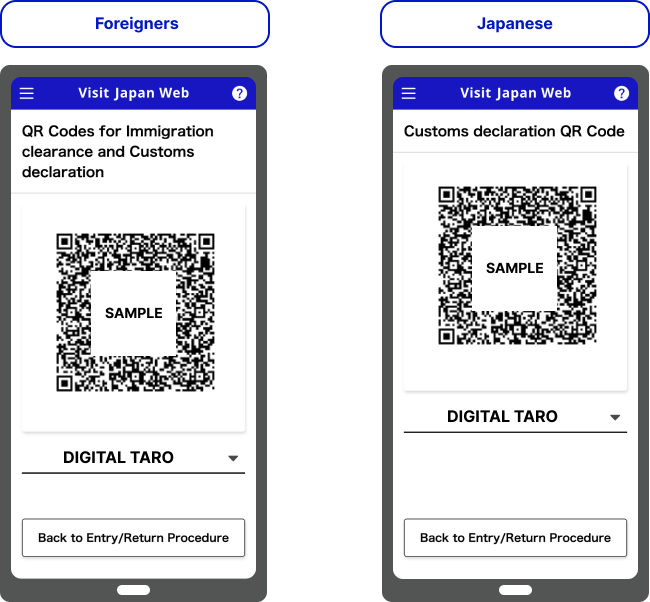 Foreigners
Japanese
Visit Japan Web
?
QR Codes for Immigration
clearance and Customs
declaration
SAMPLE
DIGITAL TARO
Back to Entry/Return Procedure
Visit Japan Web
?
Customs declaration QR Code
SAMPLE
DIGITAL TARO
Back to Entry/Return Procedure